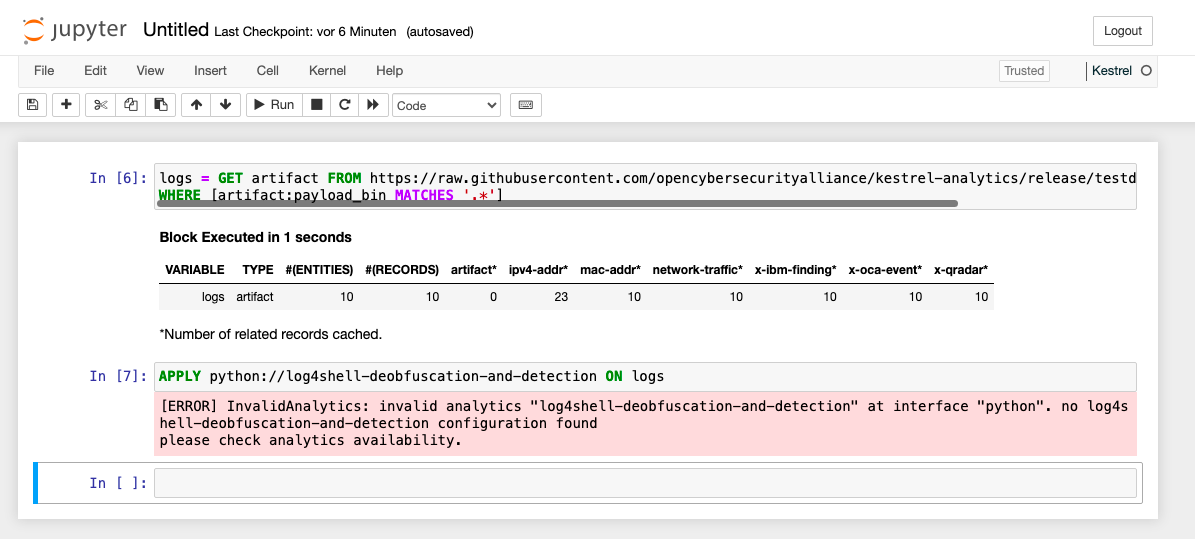 jupyter Untitled Last Checkpoint: vor 6 Minuten (autosaved) Logout
File Edit View Insert Cell Kernel Help Trusted Kestrel
Run Code
In [6]: logs = GET artifact FROM https://raw.githubusercontent.com/opencybersecurityalliance/kestrel-analytics/release/testd
WHERE [artifact:payload_bin MATCHES '.*']
Block Executed in 1 seconds
VARIABLE TYPE #(ENTITIES) #(RECORDS) artifact* ipv4-addr* mac-addr* network-traffic* x-ibm-finding* x-oca-event* x-qradar*
logs artifact 10 10 0 23 10 10 10 10 10
*Number of related records cached.
In [7]: APPLY python://log4shell-deobfuscation-and-detection ON logs
[ERROR] InvalidAnalytics: invalid analytics "log4shell-deobfuscation-and-detection" at interface "python". no log4s
hell-deobfuscation-and-detection configuration found
please check analytics availability.
In [ ]: